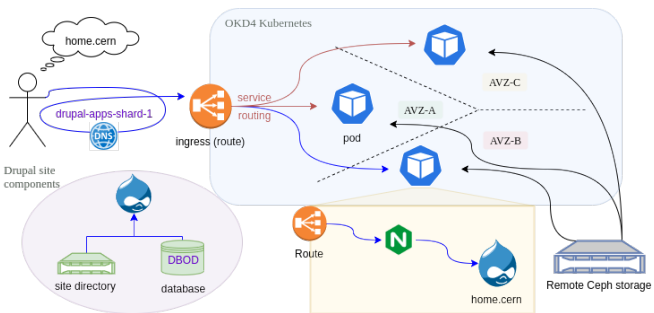 OKD4 Kubernetes
home.cern
drupal-apps-shard-1
DNS
ingress (route)
service
routing
pod
AVZ-A
AVZ-C
AVZ-B
Drupal site
components
site directory
DBOD
database
Route
N
home.cern
Remote Ceph storage